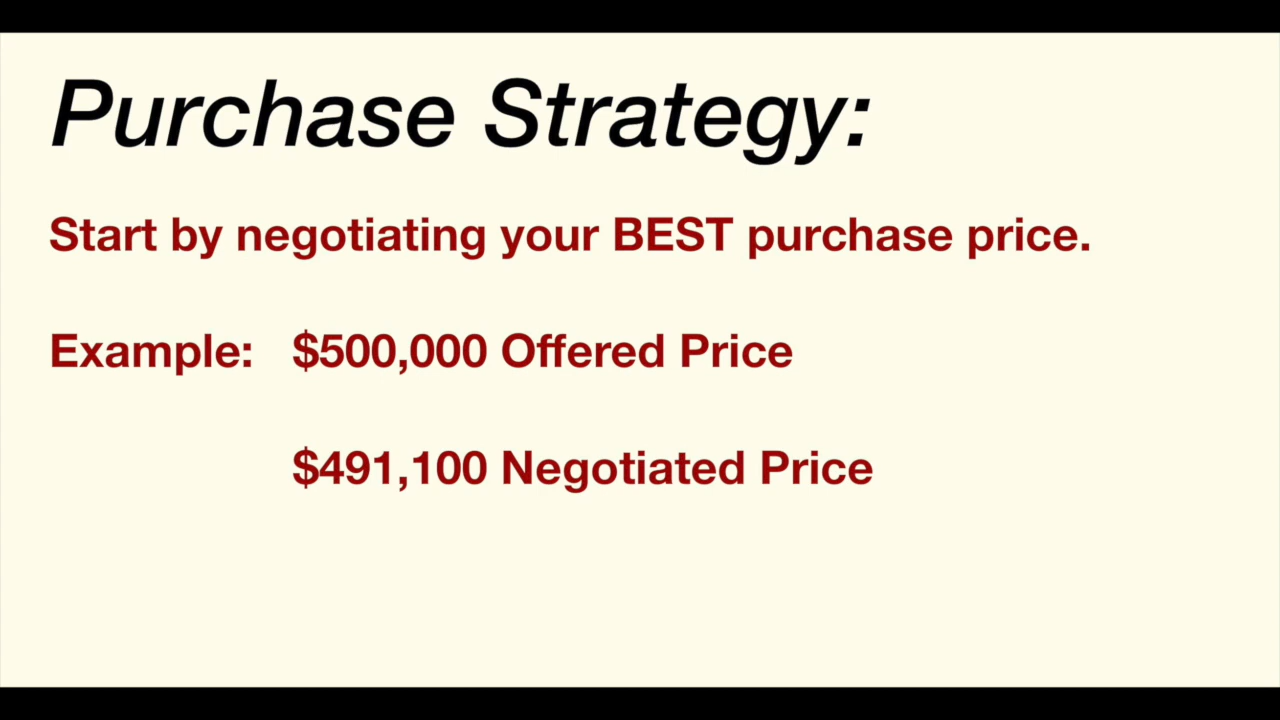 Purchase Strategy:
Start by negotiating your BEST purchase price.
Example: $500,000 Offered Price
$491,100 Negotiated Price